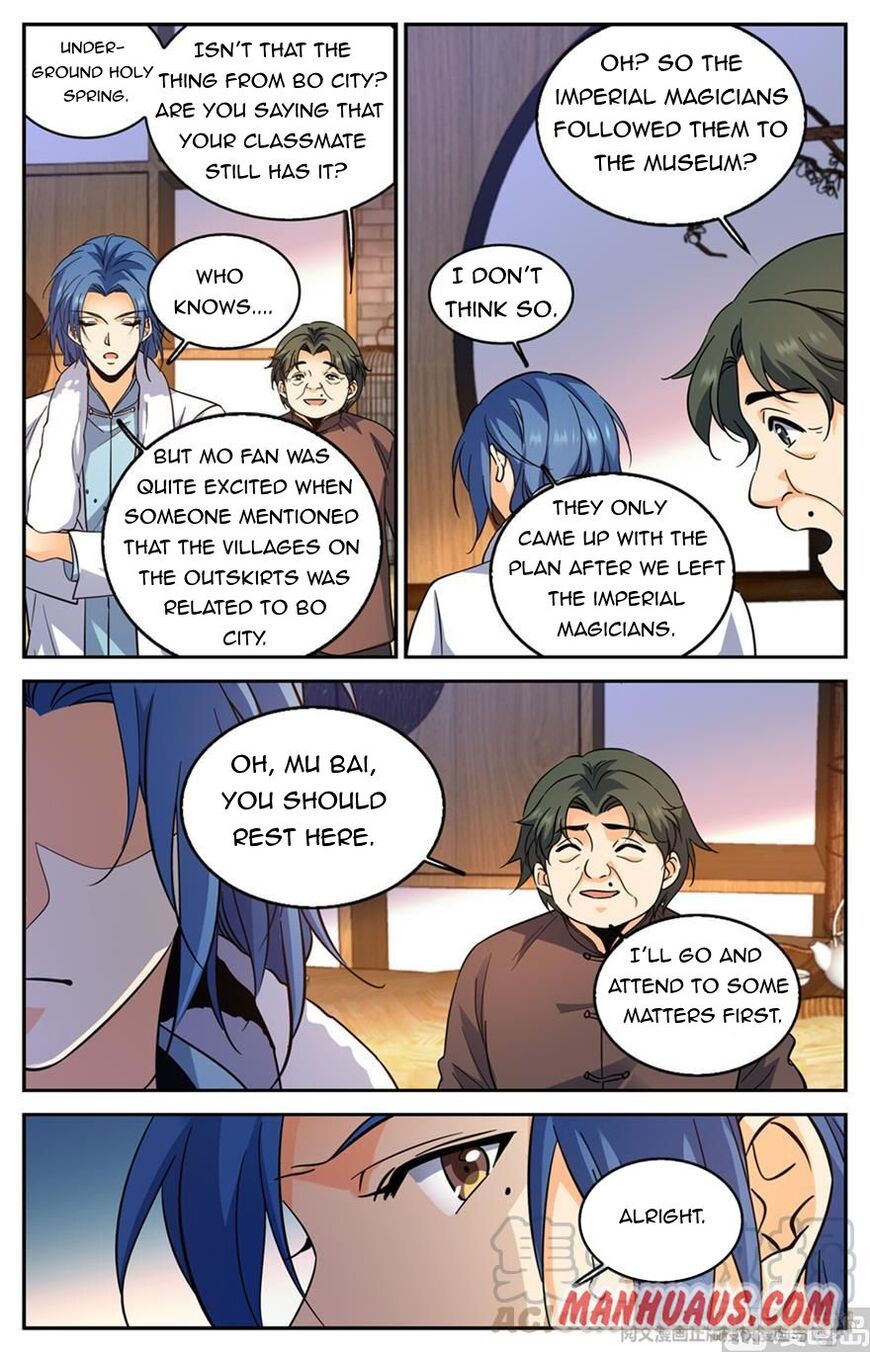 UNDER-
GROUND HOLY
SPRING.
ISN'T THAT THE
THING FROM BO CITY?
ARE YOU SAYING THAT
YOUR CLASSMATE
STILL HAS IT?
WHO
KNOWS....
BUT MO FAN WAS
QUITE EXCITED WHEN
SOMEONE MENTIONED
THAT THE VILLAGES ON
THE OUTSKIRTS WAS
RELATED TO BO
CITY.
OH? SO THE
IMPERIAL MAGICIANS
FOLLOWED THEM TO
THE MUSEUM?
I DON'T
THINK SO.
THEY ONLY
CAME UP WITH THE
PLAN AFTER WE LEFT
THE IMPERIAL
MAGICIANS.
OH, MU BAI,
YOU SHOULD
REST HERE.
I'LL GO AND
ATTEND TO SOME
MATTERS FIRST.
ALRIGHT.
MANHUAUS.COM